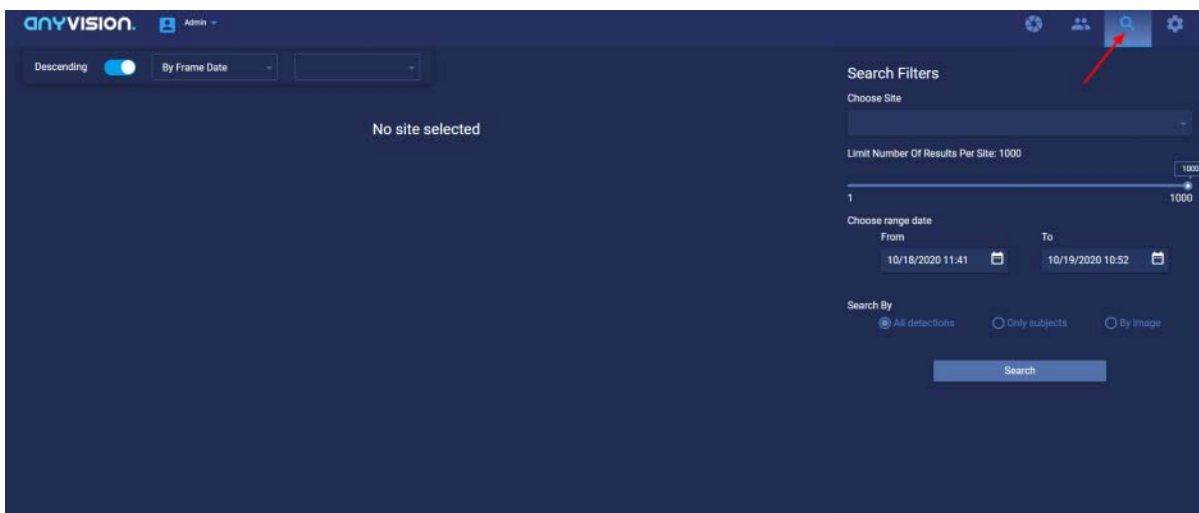 anyvision.
Admin
Descending
By Frame Date
No site selected
Search Filters
Choose Site
Limit Number Of Results Per Site: 1000
1000
1
1000
Choose range date
From
To
10/18/2020 11:41
10/19/2020 10:52
Search By
All detections
Only subjects
By image
Search